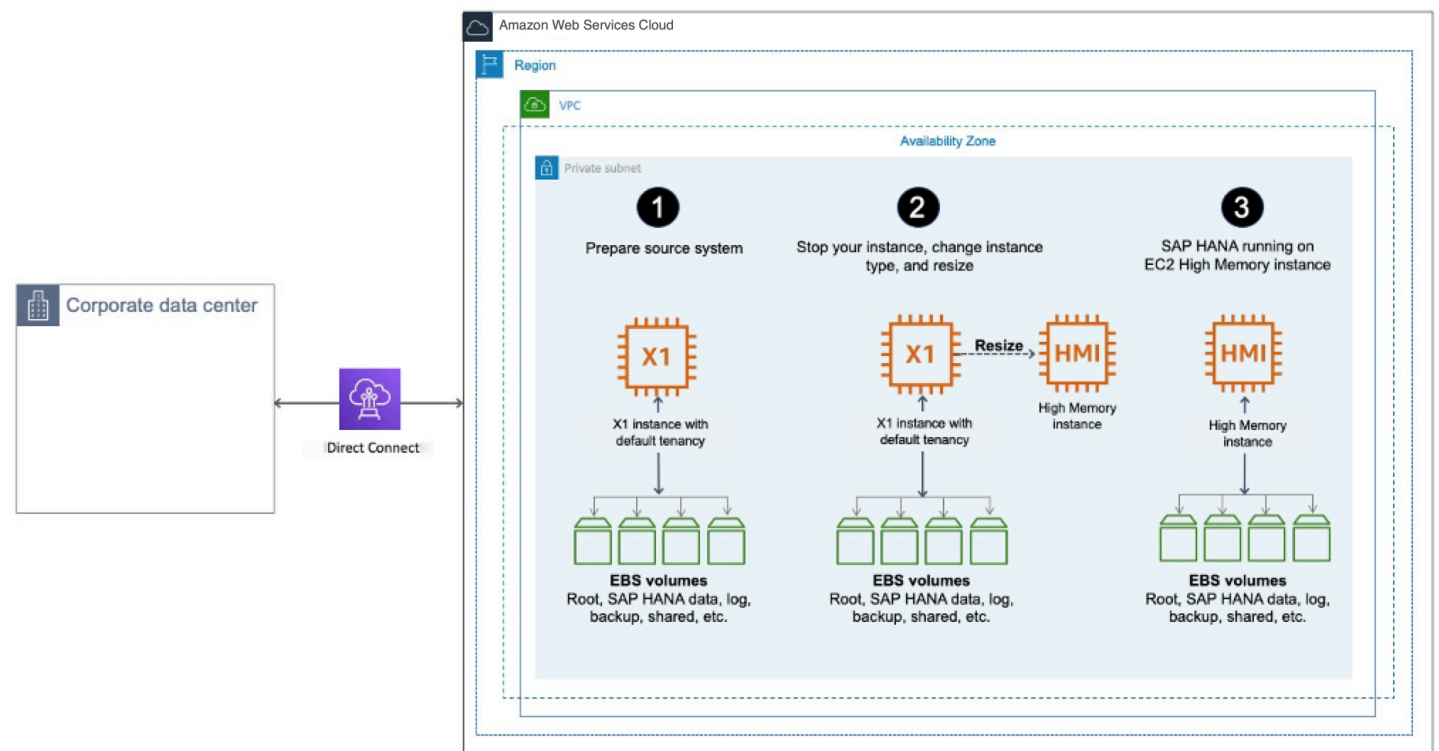 Amazon Web Services Cloud
Region
VPC
Availability Zone
Private subnet
1
Prepare source system
2
Stop your instance, change instance
type, and resize
3
SAP HANA running on
EC2 High Memory instance
Corporate data center
Direct Connect
X1
X1 instance with
default tenancy
EBS volumes
Root, SAP HANA data, log,
backup, shared, etc.
X1
Resize
HMI
High Memory
instance
X1 instance with
default tenancy
EBS volumes
Root, SAP HANA data, log,
backup, shared, etc.
HMI
High Memory
instance
EBS volumes
Root, SAP HANA data, log,
backup, shared, etc.